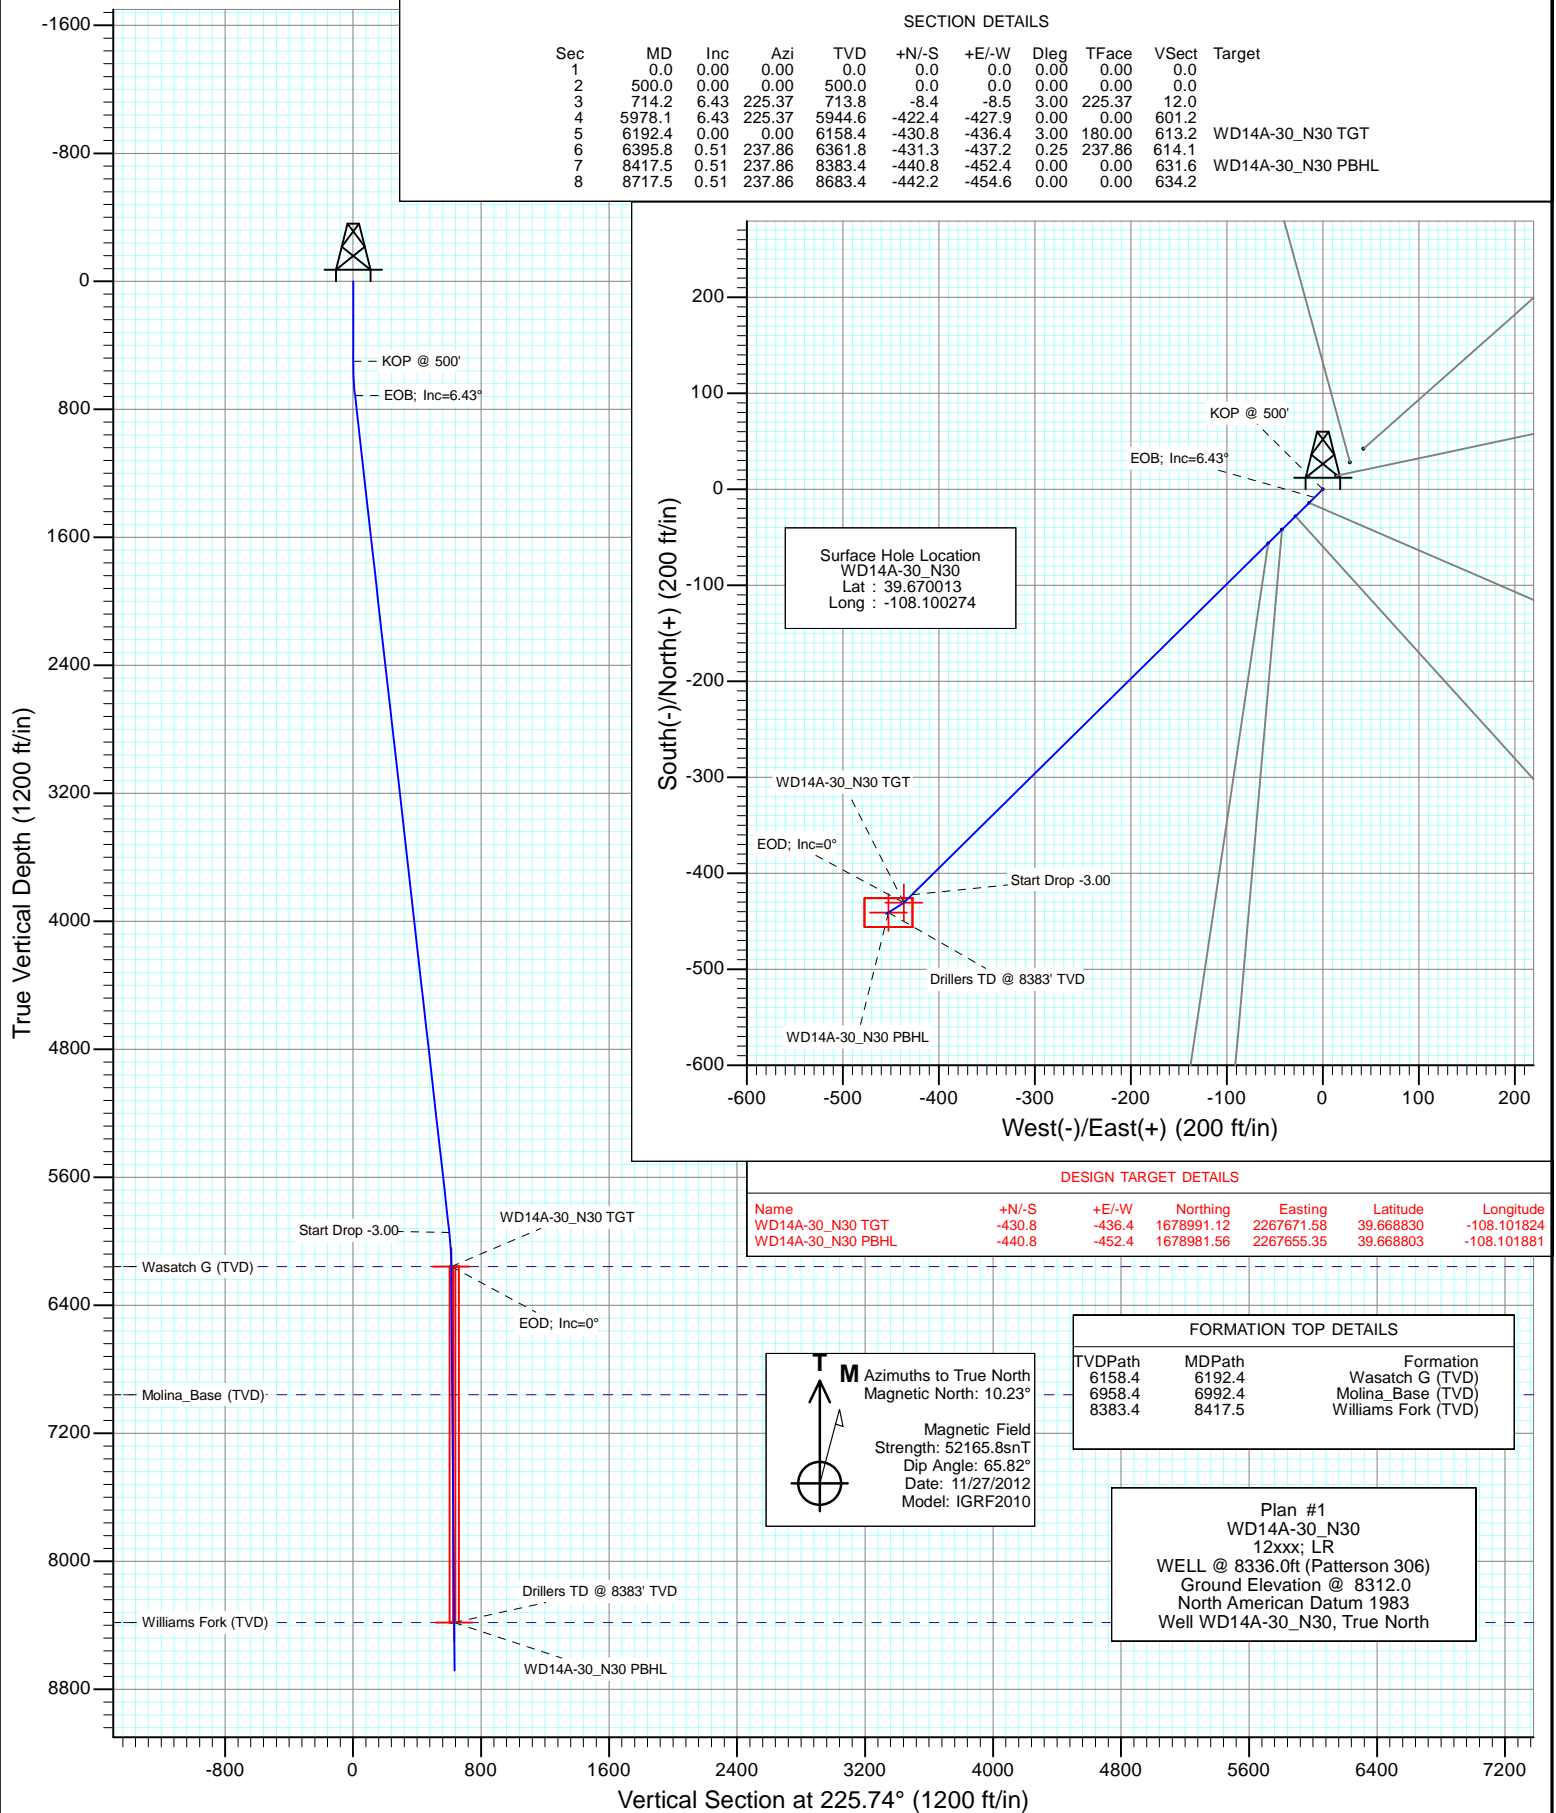 SECTION DETAILS
Sec MD Inc Azi TVD +N/-S +E/-W Dleg TFace VSect Target
1 0.0 0.00 0.00 0.0 0.0 0.0 0.00 0.00 0.0
2 500.0 0.00 0.00 500.0 0.0 0.0 0.00 0.00 0.0
3 714.2 6.43 225.37 713.8 -8.4 -8.5 3.00 225.37 12.0
4 5978.1 6.43 225.37 5944.6 -422.4 -427.9 0.00 0.00 601.2
5 6192.4 0.00 0.00 6158.4 -430.8 -436.4 3.00 180.00 613.2 WD14A-30_N30 TGT
6 6395.8 0.51 237.86 6361.8 -431.3 -437.2 0.25 237.86 614.1
7 8417.5 0.51 237.86 8383.4 -440.8 -452.4 0.00 0.00 631.6 WD14A-30_N30 PBHL
8 8717.5 0.51 237.86 8683.4 -442.2 -454.6 0.00 0.00 634.2
True Vertical Depth (1200 ft/in)
-1600
-800
0
800
1600
2400
3200
4000
4800
5600
6400
7200
8000
8800
KOP @ 500'
EOB; Inc=6.43°
Start Drop -3.00
WD14A-30_N30 TGT
Wasatch G (TVD)
EOD; Inc=0°
Molina_Base (TVD)
Drillers TD @ 8383' TVD
Williams Fork (TVD)
WD14A-30_N30 PBHL
-800 0 800 1600 2400 3200 4000 4800 5600 6400 7200
Vertical Section at 225.74° (1200 ft/in)
South(-)/North(+) (200 ft/in)
200
100
0
-100
-200
-300
-400
-500
-600
KOP @ 500'
EOB; Inc=6.43°
Surface Hole Location
WD14A-30_N30
Lat : 39.670013
Long : -108.100274
WD14A-30_N30 TGT
EOD; Inc=0°
Start Drop -3.00
Drillers TD @ 8383' TVD
WD14A-30_N30 PBHL
-600 -500 -400 -300 -200 -100 0 100 200
West(-)/East(+) (200 ft/in)
DESIGN TARGET DETAILS
Name +N/-S +E/-W Northing Easting Latitude Longitude
WD14A-30_N30 TGT -430.8 -436.4 1678991.12 2267671.58 39.668830 -108.101824
WD14A-30_N30 PBHL -440.8 -452.4 1678981.56 2267655.35 39.668803 -108.101881
FORMATION TOP DETAILS
TVDPath MDPath Formation
6158.4 6192.4 Wasatch G (TVD)
6958.4 6992.4 Molina_Base (TVD)
8383.4 8417.5 Williams Fork (TVD)
T
M
Azimuths to True North
Magnetic North: 10.23°
Magnetic Field
Strength: 52165.8snT
Dip Angle: 65.82°
Date: 11/27/2012
Model: IGRF2010
Plan #1
WD14A-30_N30
12xxx; LR
WELL @ 8336.0ft (Patterson 306)
Ground Elevation @ 8312.0
North American Datum 1983
Well WD14A-30_N30, True North